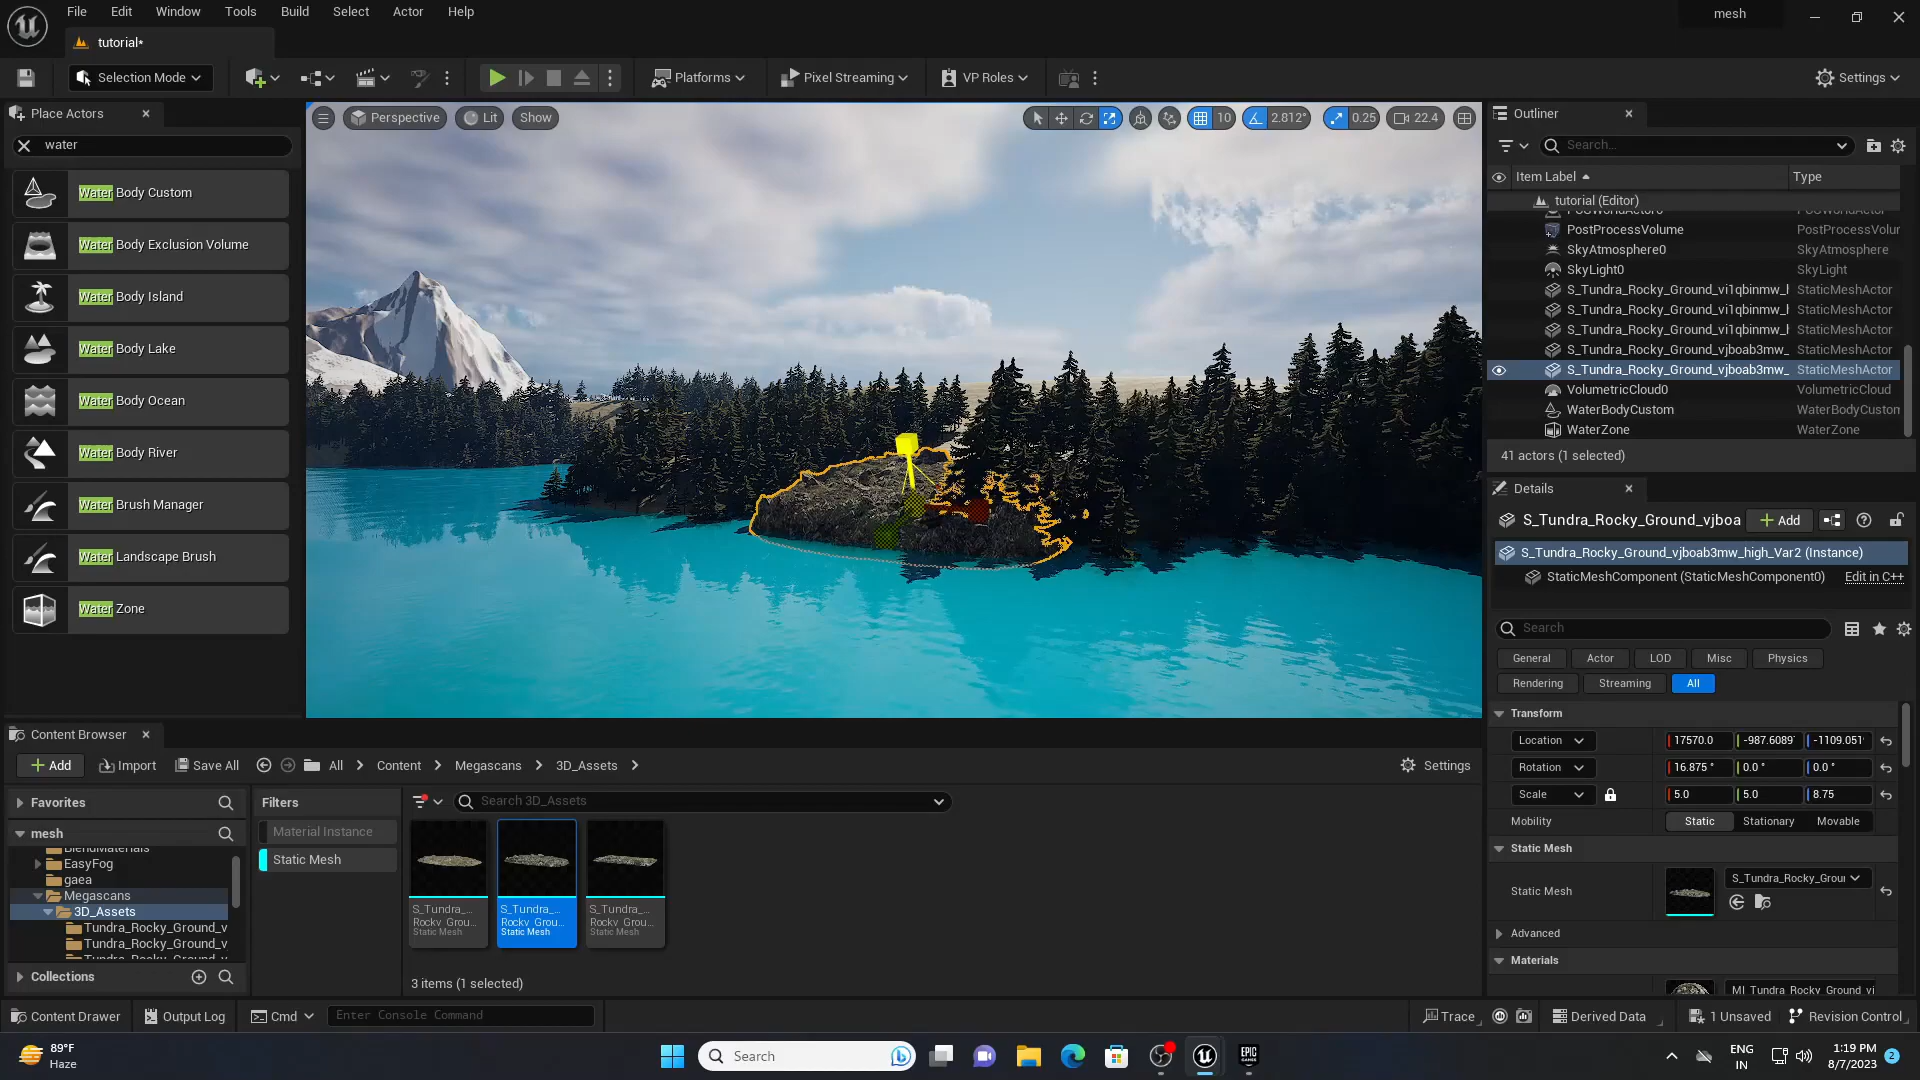 File Edit Window Tools Build Select Actor Help
mesh
tutorial*
Selection Mode
Platforms
Pixel Streaming
VP Roles
Settings
Place Actors
water
Water Body Custom
Water Body Exclusion Volume
Water Body Island
Water Body Lake
Water Body Ocean
Water Body River
Water Brush Manager
Water Landscape Brush
Water Zone
Perspective Lit Show
10 2.812° 0.25 22.4
Outliner
Search...
Item Label Type
tutorial (Editor)
PostProcessVolume PostProcessVolur
SkyAtmosphere0 SkyAtmosphere
SkyLight0 SkyLight
S_Tundra_Rocky_Ground_vi1qbinmw_h StaticMeshActor
S_Tundra_Rocky_Ground_vi1qbinmw_h StaticMeshActor
S_Tundra_Rocky_Ground_vi1qbinmw_h StaticMeshActor
S_Tundra_Rocky_Ground_vjboab3mw_ StaticMeshActor
S_Tundra_Rocky_Ground_vjboab3mw_ StaticMeshActor
VolumetricCloud0 VolumetricCloud
WaterBodyCustom WaterBodyCustom
WaterZone WaterZone
41 actors (1 selected)
Details
S_Tundra_Rocky_Ground_vjboa Add
S_Tundra_Rocky_Ground_vjboab3mw_high_Var2 (Instance)
StaticMeshComponent (StaticMeshComponent0) Edit in C++
Search
General Actor LOD Misc Physics
Rendering Streaming All
Transform
Location 17570.0 -987.6089 -1109.051
Rotation 16.875 ° 0.0 ° 0.0 °
Scale 5.0 5.0 8.75
Mobility Static Stationary Movable
Static Mesh
Static Mesh S_Tundra_Rocky_Grour
Advanced
Materials
MI_Tundra_Rocky_Ground_vi
Content Browser
Add Import Save All All Content Megascans 3D_Assets Settings
Favorites
mesh
BlendMaterials
EasyFog
gaea
Megascans
3D_Assets
Tundra_Rocky_Ground_v
Tundra_Rocky_Ground_v
Tundra_Rocky_Ground_v
Collections
Filters
Material Instance
Static Mesh
Search 3D_Assets
S_Tundra_...
Rocky_Grou...
Static Mesh
S_Tundra_...
Rocky_Grou...
Static Mesh
S_Tundra_...
Rocky_Grou...
Static Mesh
3 items (1 selected)
Content Drawer Output Log Cmd Enter Console Command
Trace Derived Data 1 Unsaved Revision Control
89°F
Haze
Search
EPIC
GAMES
ENG
IN
1:19 PM
8/7/2023
2